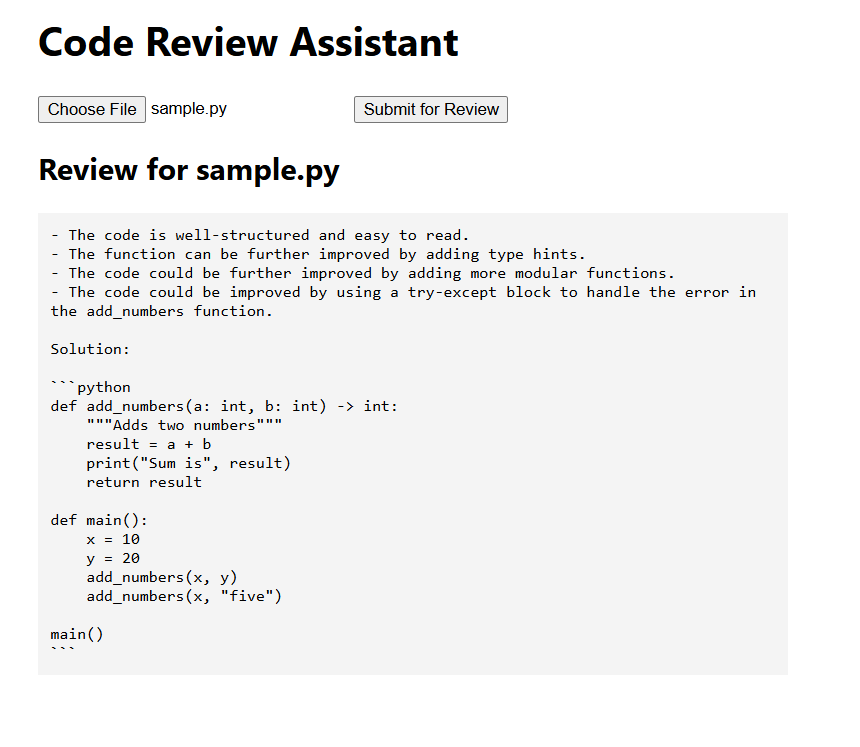 Code Review Assistant
Choose File sample.py Submit for Review
Review for sample.py
- The code is well-structured and easy to read.
- The function can be further improved by adding type hints.
- The code could be further improved by adding more modular functions.
- The code could be improved by using a try-except block to handle the error in
the add_numbers function.
Solution:
```python
def add_numbers(a: int, b: int) -> int:
    """Adds two numbers"""
    result = a + b
    print("Sum is", result)
    return result
def main():
    x = 10
    y = 20
    add_numbers(x, y)
    add_numbers(x, "five")
main()
```